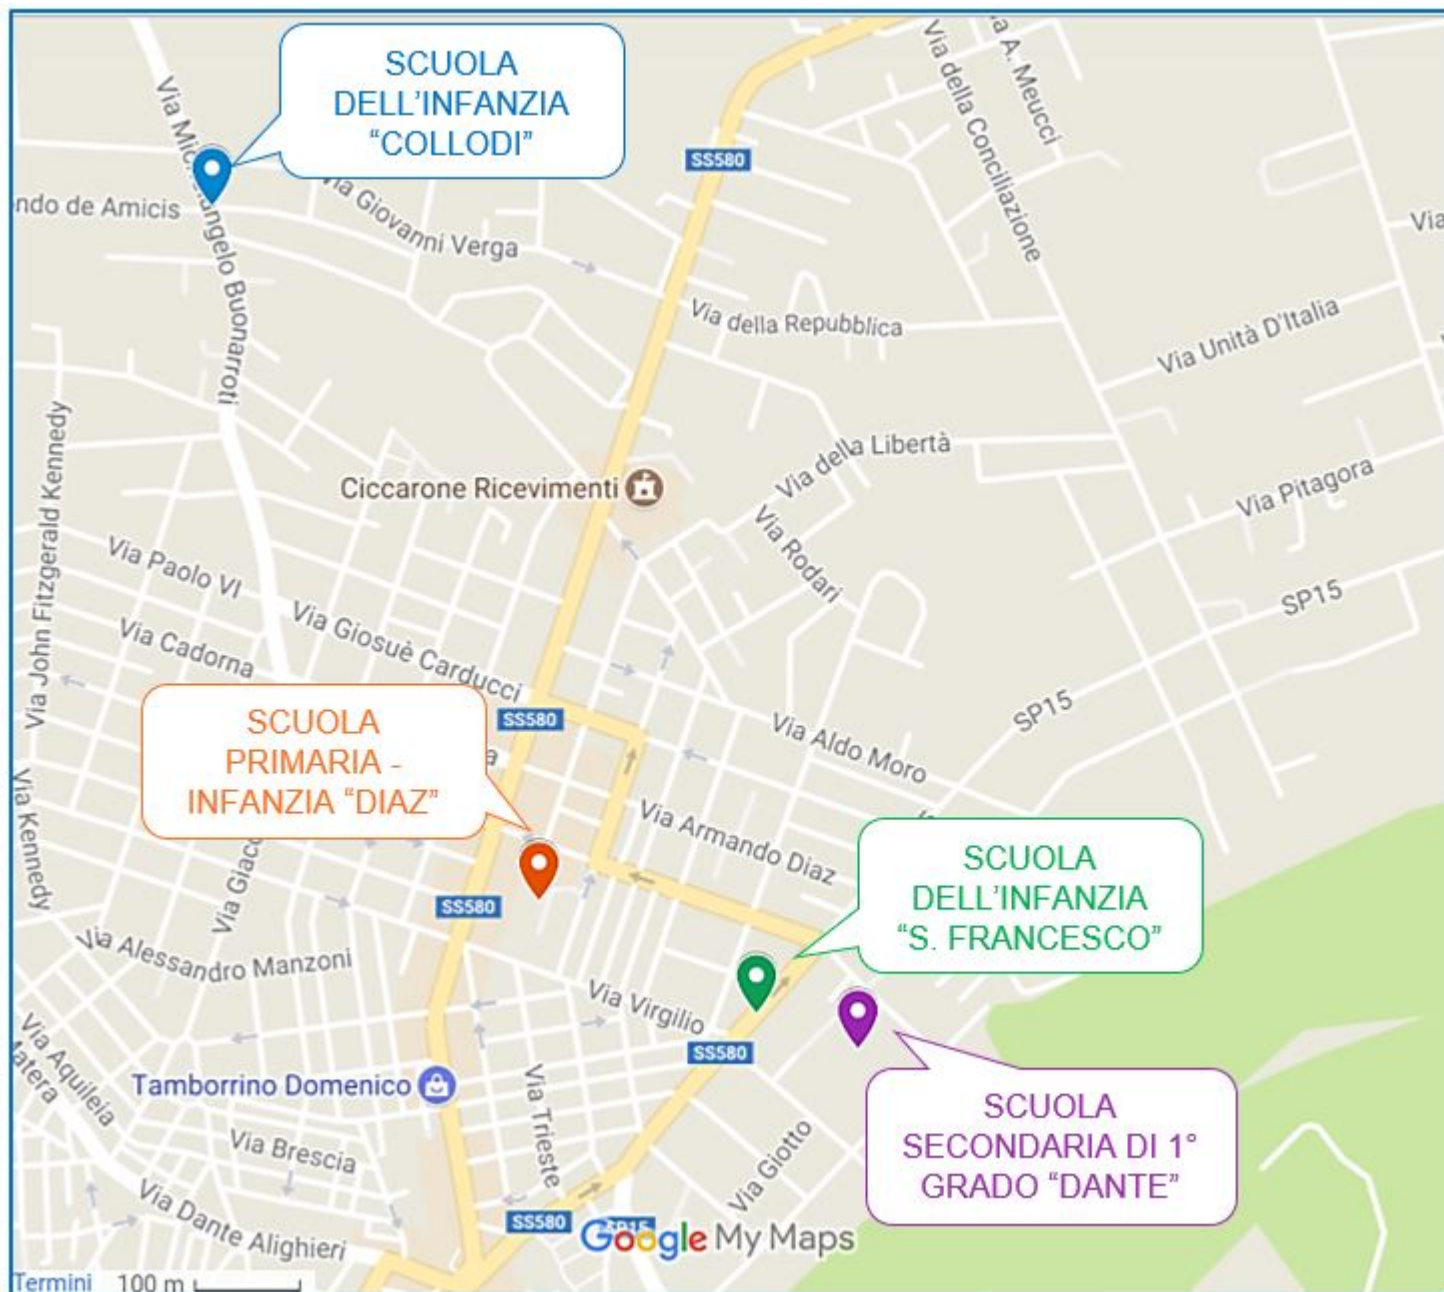 SCUOLA
DELL'INFANZIA
“COLLODI”
Via A. Meucci
Via della Conciliazione
Via Michelangelo Buonarroti
SS580
ndo de Amicis
Via Giovanni Verga
Via
Via della Repubblica
Via Unità D'Italia
Via John Fitzgerald Kennedy
Ciccarone Ricevimenti
Via della Libertà
Via Pitagora
Via Rodari
Via Paolo VI
SP15
Via Giosuè Carducci
Via Cadorna
SCUOLA
PRIMARIA -
INFANZIA “DIAZ”
SS580
SP15
Via Aldo Moro
a
Via Kennedy
Via Armando Diaz
Via Giaco
SCUOLA
DELL'INFANZIA
“S. FRANCESCO”
SS580
Via Alessandro Manzoni
Via Virgilio
SS580
Via Aquileia
Matera
Tamborrino Domenico
Via Trieste
SCUOLA
SECONDARIA DI 1°
GRADO “DANTE”
Via Brescia
Via Giotto
Via Dante Alighieri
SS580
SP15
Google My Maps
Termini 100 m